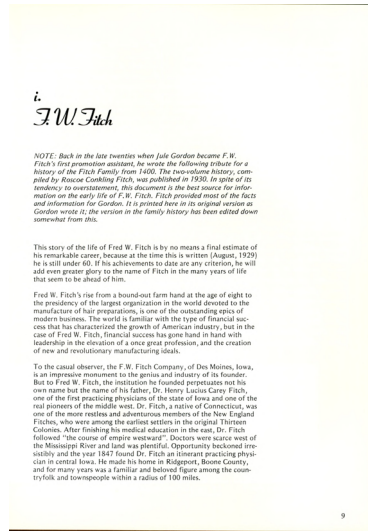 i.
F. W. Fitch
NOTE: Back in the late twenties when Jule Gordon became F.W.
Fitch's first promotion assistant, he wrote the following tribute for a
history of the Fitch Family from 1400. The two-volume history, com-
piled by Roscoe Conkling Fitch, was published in 1930. In spite of its
tendency to overstatement, this document is the best source for infor-
mation on the early life of F.W. Fitch. Fitch provided most of the facts
and information for Gordon. It is printed here in its original version as
Gordon wrote it; the version in the family history has been edited down
somewhat from this.
This story of the life of Fred W. Fitch is by no means a final estimate of
his remarkable career, because at the time this is written (August, 1929)
he is still under 60. If his achievements to date are any criterion, he will
add even greater glory to the name of Fitch in the many years of life
that seem to be ahead of him.
Fred W. Fitch's rise from a bound-out farm hand at the age of eight to
the presidency of the largest organization in the world devoted to the
manufacture of hair preparations, is one of the outstanding epics of
modern business. The world is familiar with the type of financial suc-
cess that has characterized the growth of American industry, but in the
case of Fred W. Fitch, financial success has gone hand in hand with
leadership in the elevation of a once great profession, and the creation
of new and revolutionary manufacturing ideals.
To the casual observer, the F.W. Fitch Company, of Des Moines, Iowa,
is an impressive monument to the genius and industry of its founder.
But to Fred W. Fitch, the institution he founded perpetuates not his
own name but the name of his father, Dr. Henry Lucius Carey Fitch,
one of the first practicing physicians of the state of Iowa and one of the
real pioneers of the middle west. Dr. Fitch, a native of Connecticut, was
one of the more restless and adventurous members of the New England
Fitches, who were among the earliest settlers in the original Thirteen
Colonies. After finishing his medical education in the east, Dr. Fitch
followed "the course of empire westward". Doctors were scarce west of
the Mississippi River and land was plentiful. Opportunity beckoned irre-
sistibly and the year 1847 found Dr. Fitch an itinerant practicing physi-
cian in central Iowa. He made his home in Ridgeport, Boone County,
and for many years was a familiar and beloved figure among the coun-
tryfolk and townspeople within a radius of 100 miles.
9